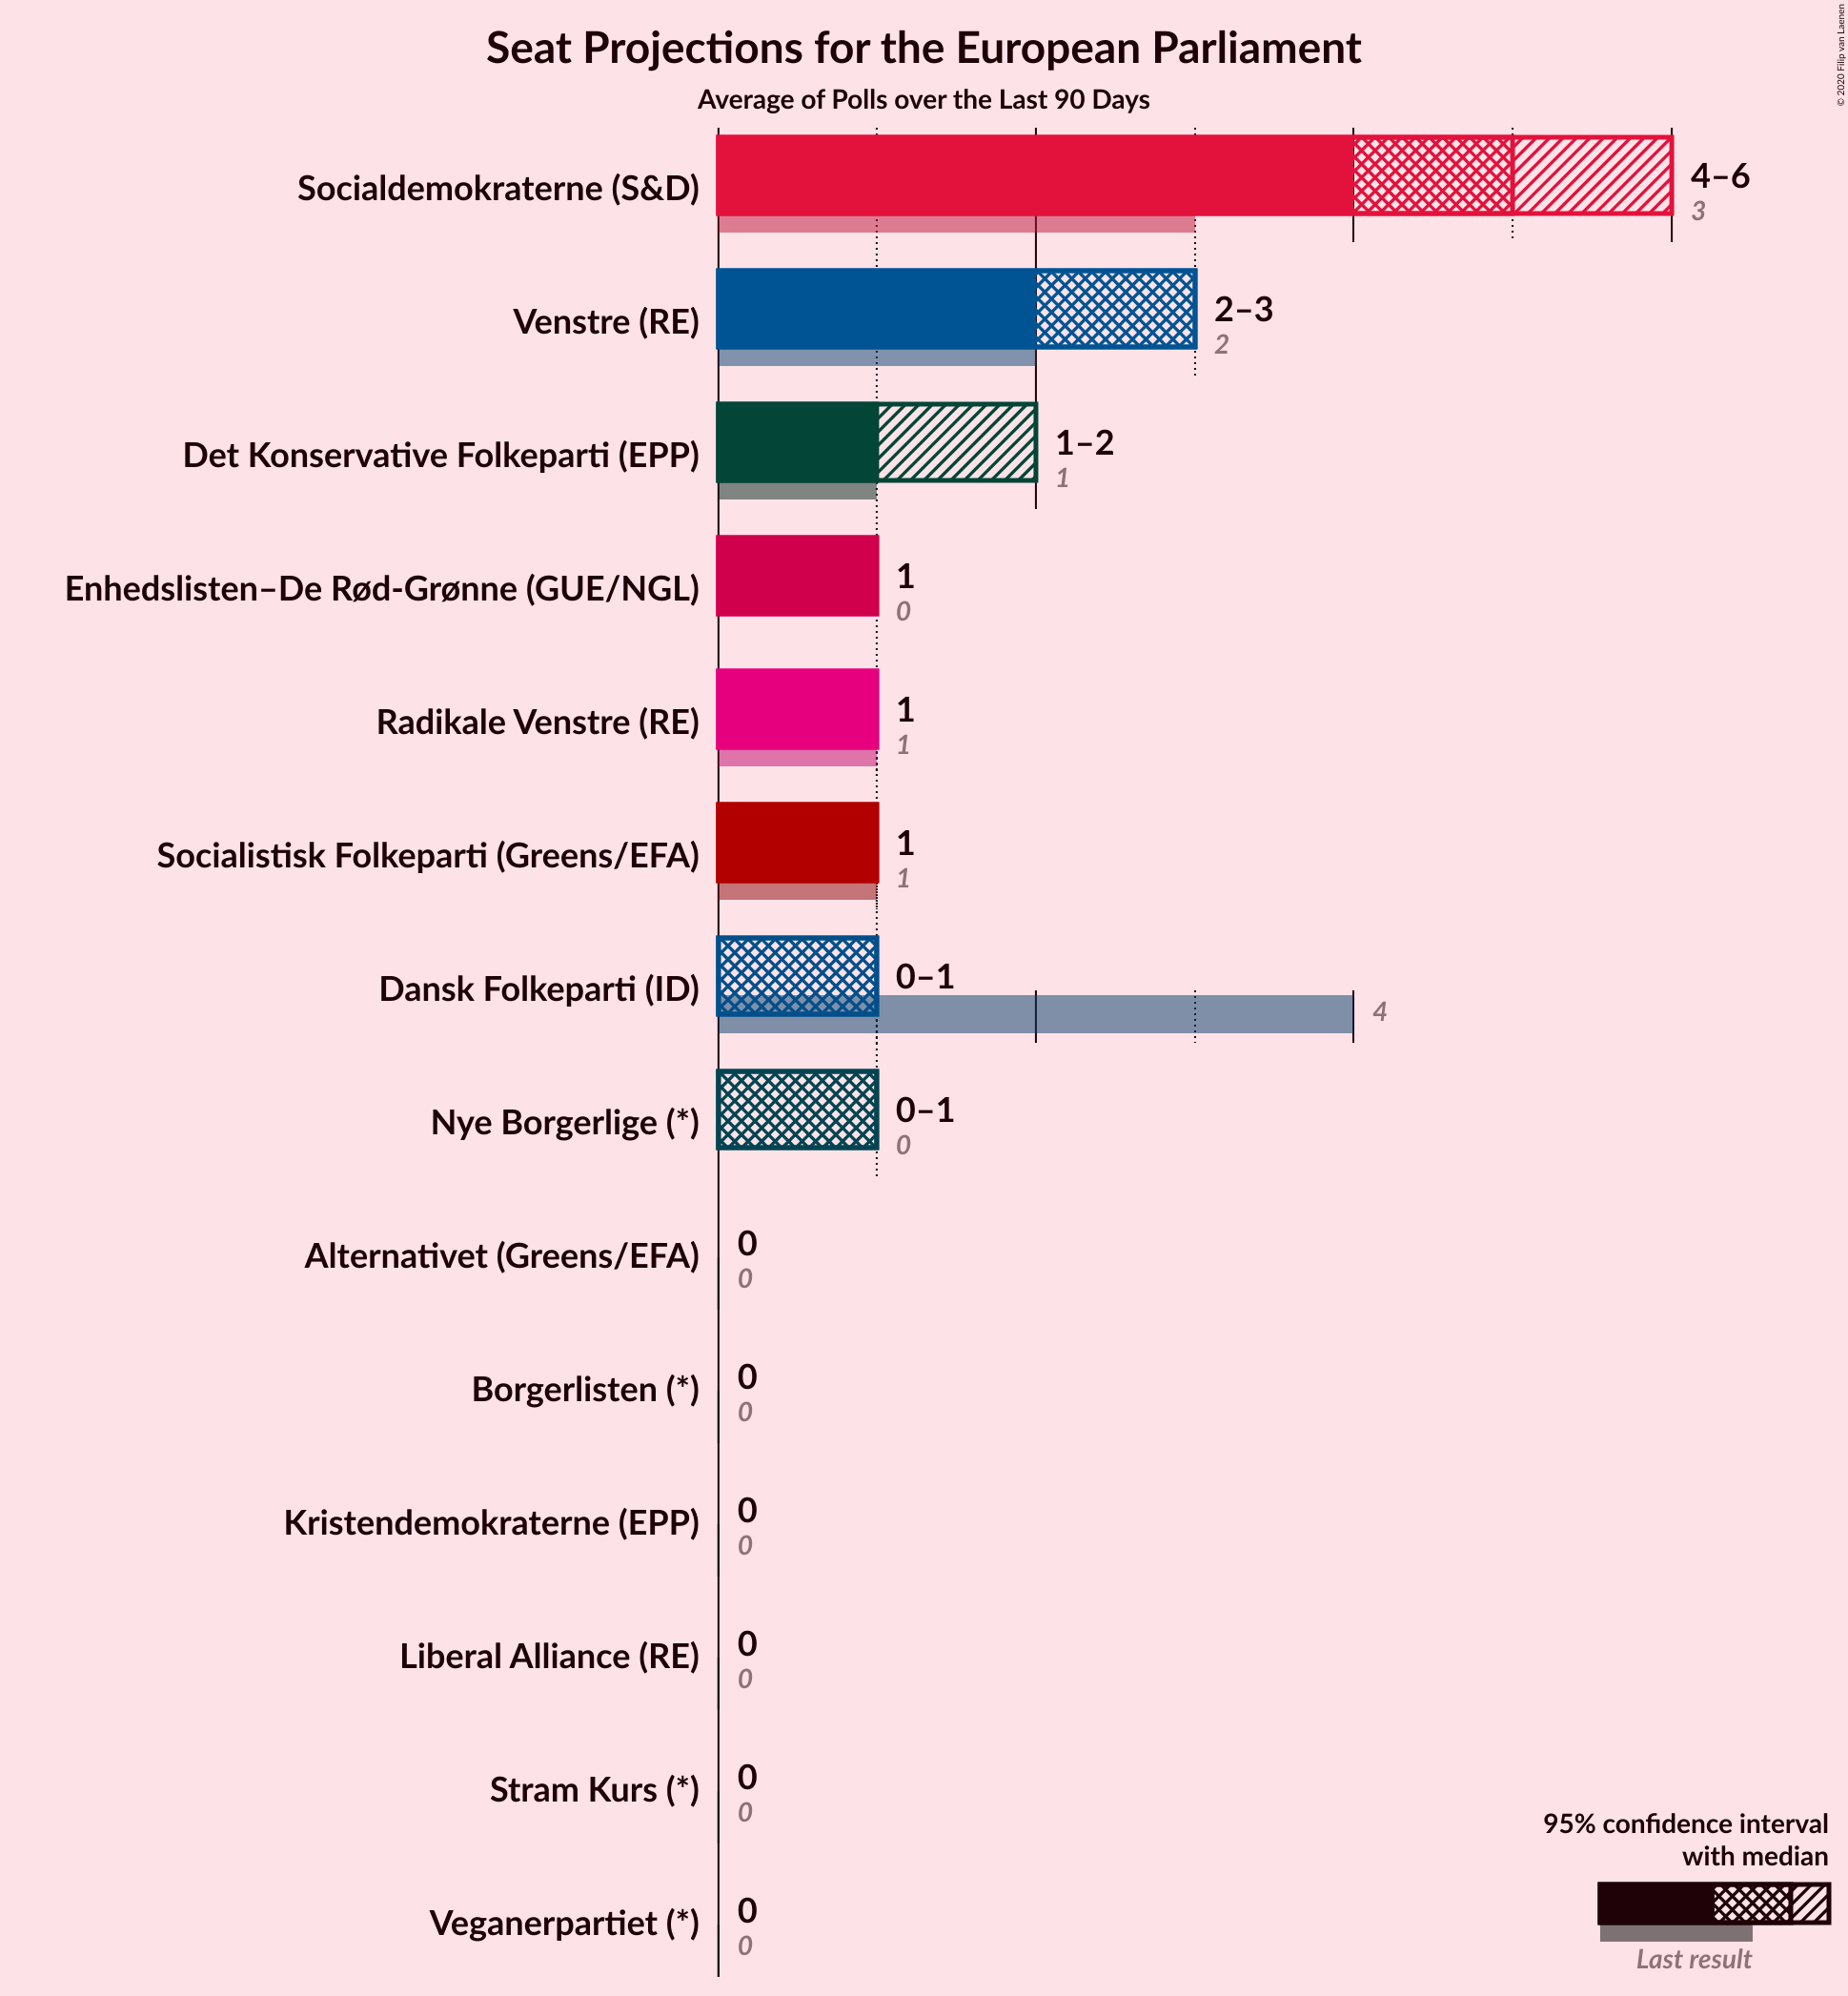 Seat Projections for the European Parliament
Average of Polls over the Last 90 Days
© 2020 Filip van Laenen
Socialdemokraterne (S&D)
4–6
3
Venstre (RE)
2–3
2
Det Konservative Folkeparti (EPP)
1–2
1
Enhedslisten–De Rød-Grønne (GUE/NGL)
1
0
Radikale Venstre (RE)
1
1
Socialistisk Folkeparti (Greens/EFA)
1
1
Dansk Folkeparti (ID)
0–1
4
Nye Borgerlige (*)
0–1
0
Alternativet (Greens/EFA)
0
0
Borgerlisten (*)
0
0
Kristendemokraterne (EPP)
0
0
Liberal Alliance (RE)
0
0
Stram Kurs (*)
0
0
Veganerpartiet (*)
0
0
95% confidence interval
with median
Last result